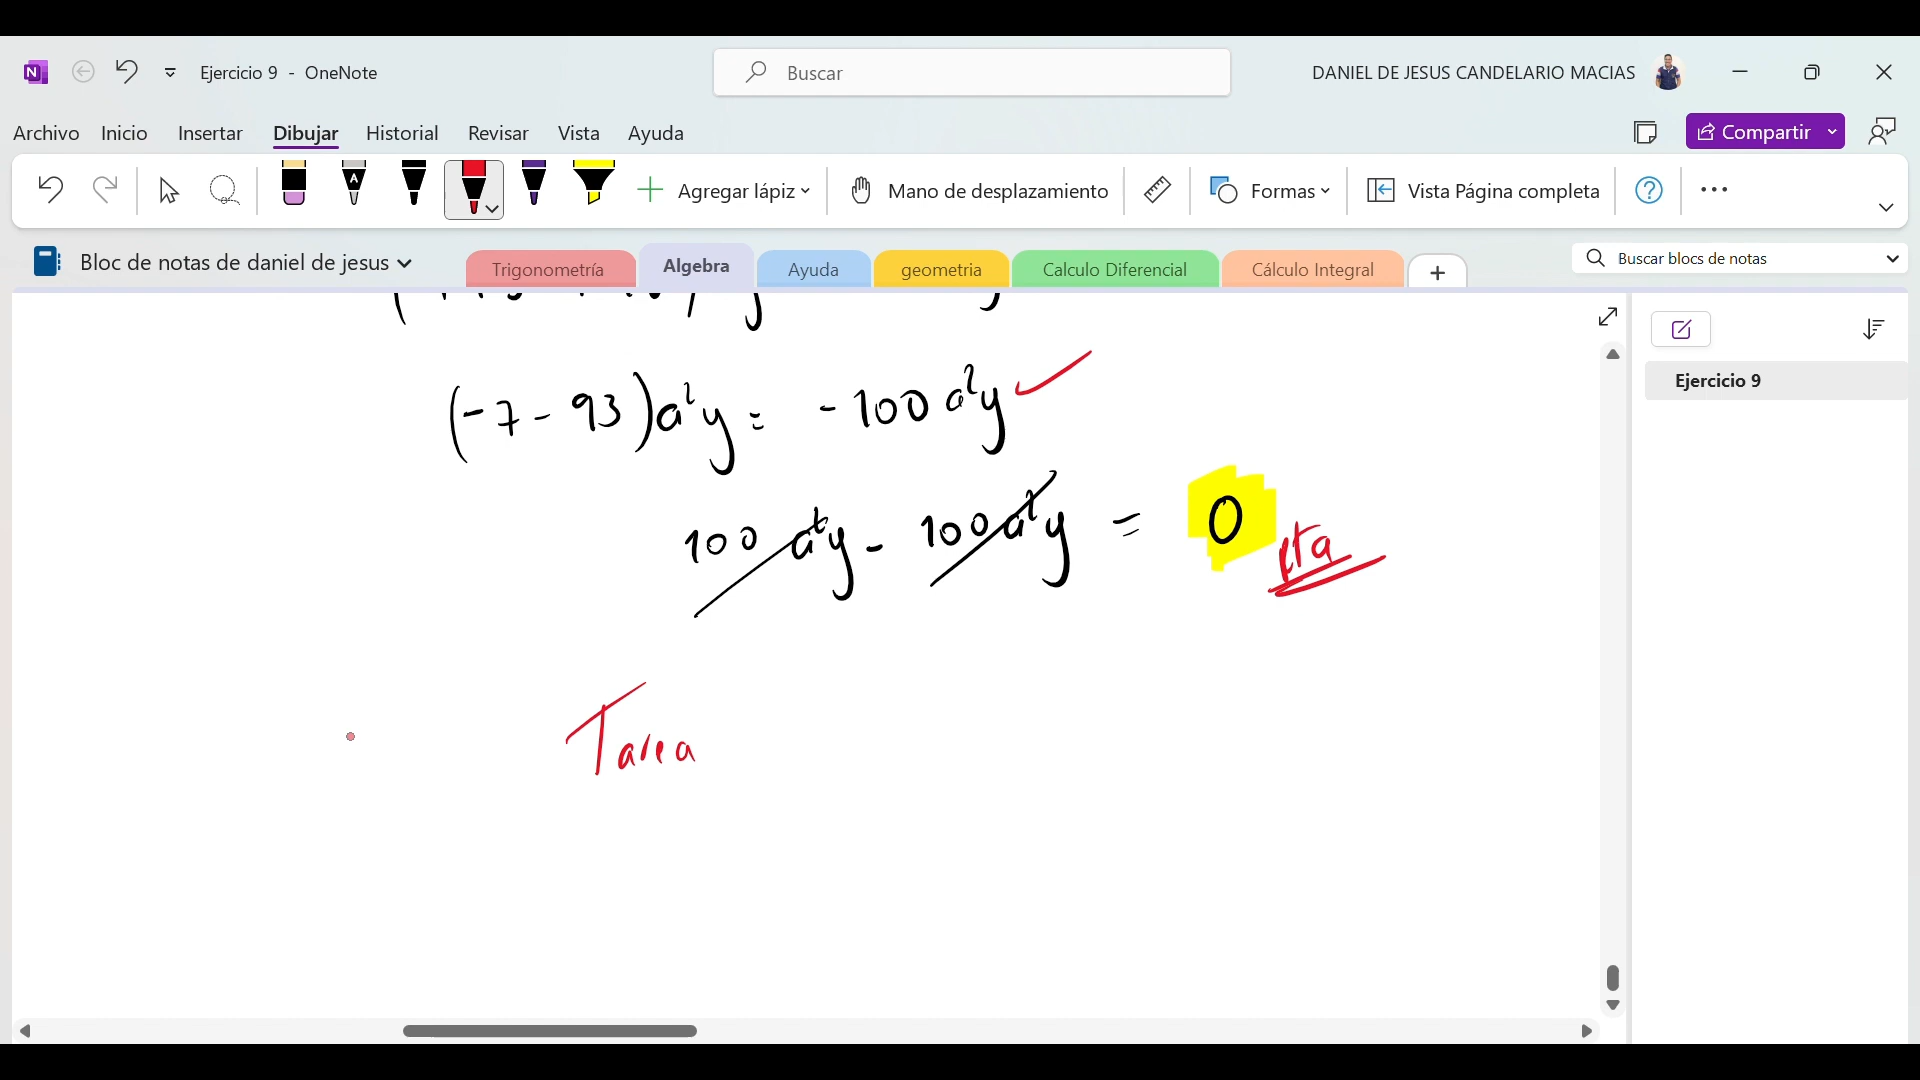 Ejercicio 9 - OneNote
Buscar
DANIEL DE JESUS CANDELARIO MACIAS
Archivo Inicio Insertar Dibujar Historial Revisar Vista Ayuda
Compartir
A
Agregar lápiz
Mano de desplazamiento
Formas
Vista Página completa
Bloc de notas de daniel de jesus
Trigonometría Algebra Ayuda geometria Calculo Diferencial Cálculo Integral +
Buscar blocs de notas
Ejercicio 9
(-7-93)a²y = -100a²y
100a²y - 100a²y = 0
rta
Tarea